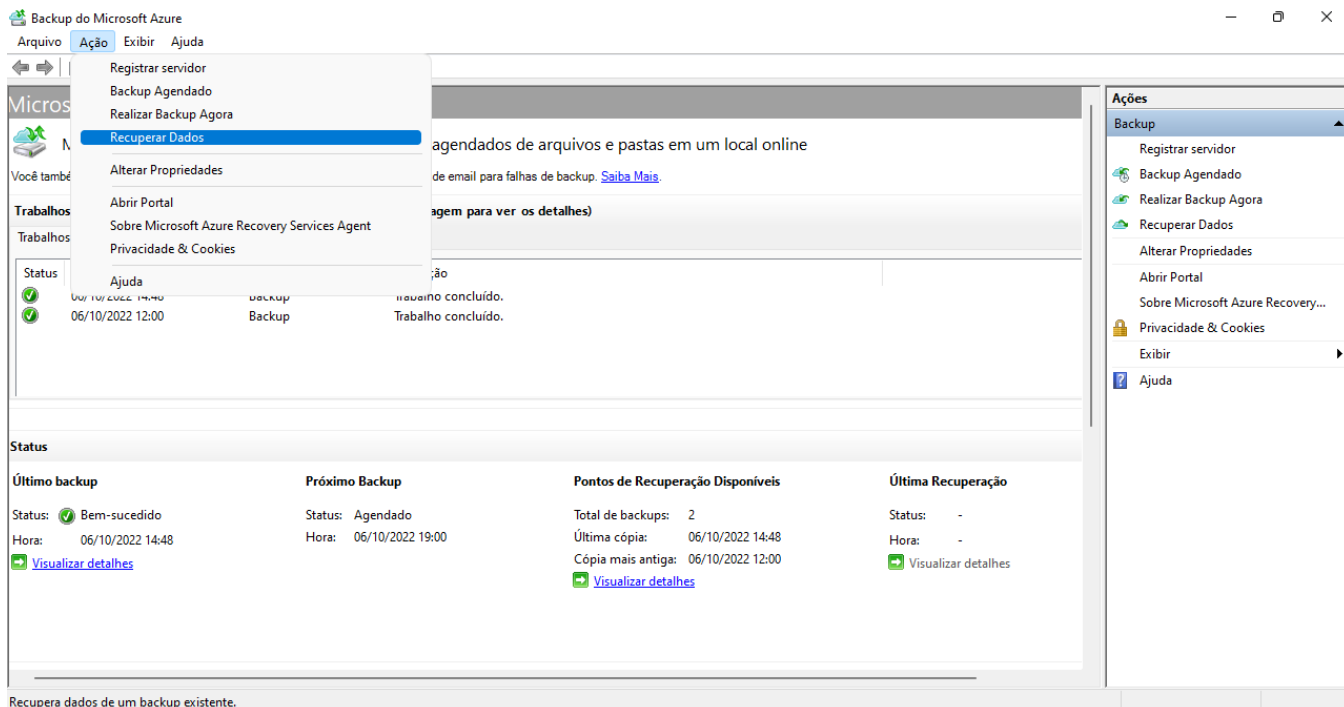 Backup do Microsoft Azure
Arquivo Ação Exibir Ajuda
Registrar servidor
Backup Agendado
Realizar Backup Agora
Recuperar Dados
Alterar Propriedades
Abrir Portal
Sobre Microsoft Azure Recovery Services Agent
Privacidade & Cookies
Ajuda
Micros
M
agendados de arquivos e pastas em um local online
Você també
de email para falhas de backup. Saiba Mais.
Trabalhos
agem para ver os detalhes)
Trabalhos
Status
ção
06/10/2022 14:48 Backup Trabalho concluído.
06/10/2022 12:00 Backup Trabalho concluído.
Status
Último backup
Status: Bem-sucedido
Hora: 06/10/2022 14:48
Visualizar detalhes
Próximo Backup
Status: Agendado
Hora: 06/10/2022 19:00
Pontos de Recuperação Disponíveis
Total de backups: 2
Última cópia: 06/10/2022 14:48
Cópia mais antiga: 06/10/2022 12:00
Visualizar detalhes
Última Recuperação
Status: -
Hora: -
Visualizar detalhes
Ações
Backup
Registrar servidor
Backup Agendado
Realizar Backup Agora
Recuperar Dados
Alterar Propriedades
Abrir Portal
Sobre Microsoft Azure Recovery...
Privacidade & Cookies
Exibir
Ajuda
Recupera dados de um backup existente.